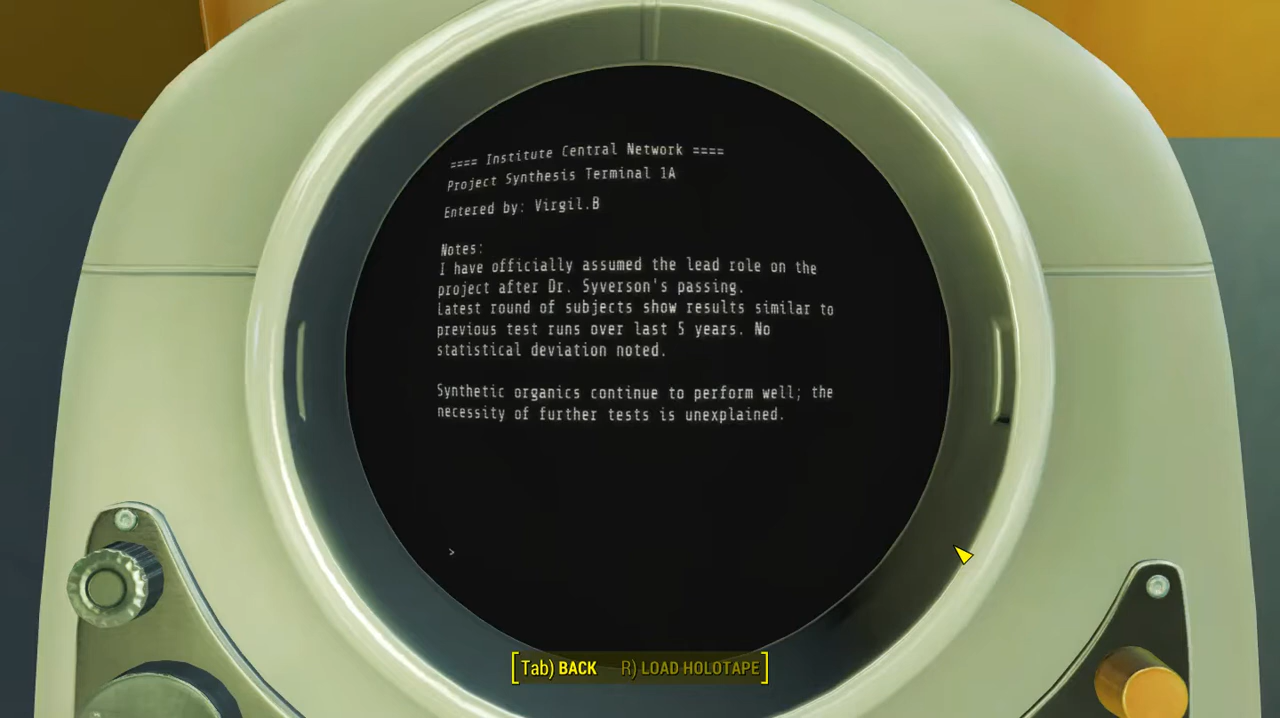 ==== Institute Central Network ====
Project Synthesis Terminal 1A
Entered by: Virgil.B
Notes:
I have officially assumed the lead role on the
project after Dr. Syverson's passing.
Latest round of subjects show results similar to
previous test runs over last 5 years. No
statistical deviation noted.
Synthetic organics continue to perform well; the
necessity of further tests is unexplained.
>
Tab) BACK R) LOAD HOLOTAPE